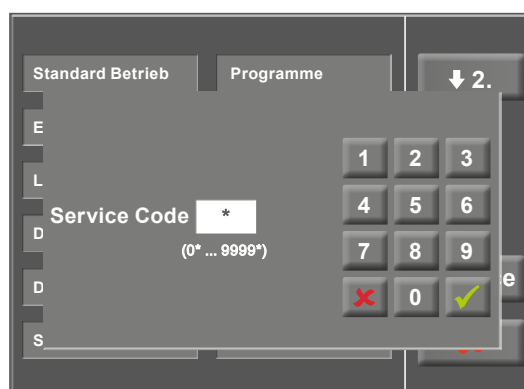 Standard Betrieb
Programme
2.
E
L
D
D
S
Service Code
*
(0* ... 9999*)
1 2 3
4 5 6
7 8 9
0
e